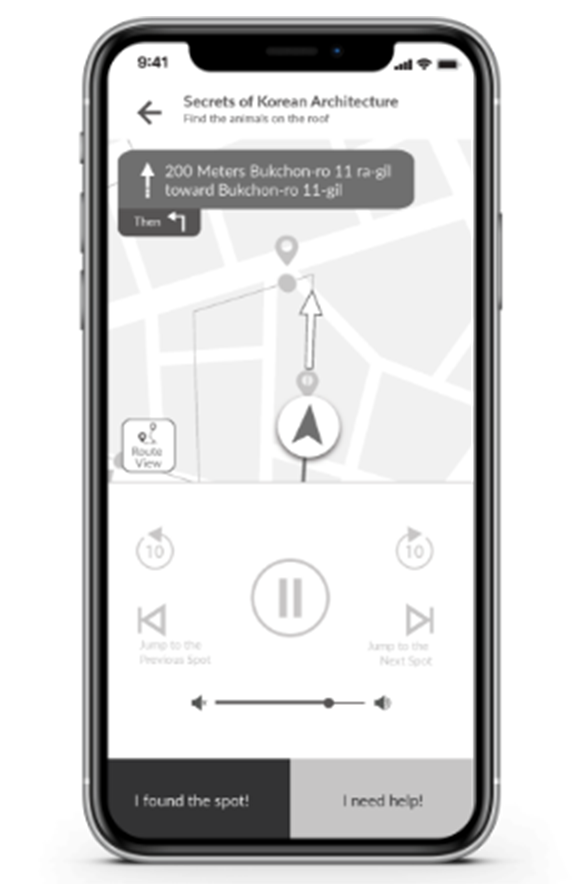 9:41
Secrets of Korean Architecture
Find the animals on the roof
200 Meters Bukchon-ro 11 ra-gil
toward Bukchon-ro 11-gil
Then
Route
View
10
10
Jump to the
Previous Spot
Jump to the
Next Spot
I found the spot!
I need help!